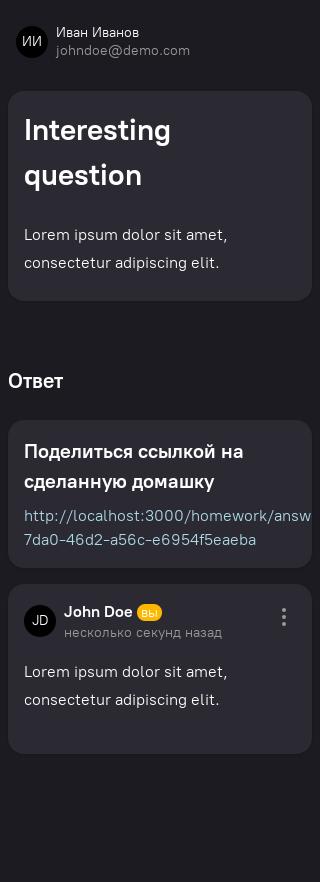 ИИ
Иван Иванов
johndoe@demo.com
Interesting
question
Lorem ipsum dolor sit amet,
consectetur adipiscing elit.
Ответ
Поделиться ссылкой на
сделанную домашку
http://localhost:3000/homework/answ
7da0-46d2-a56c-e6954f5eaeba
JD
John Doe вы
несколько секунд назад
Lorem ipsum dolor sit amet,
consectetur adipiscing elit.